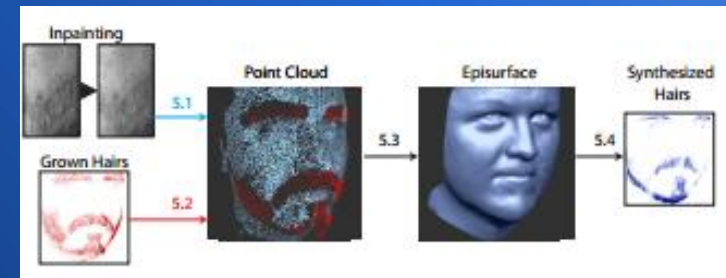 Inpainting
5.1
Grown Hairs
5.2
Point Cloud
5.3
Episurface
5.4
Synthesized
Hairs